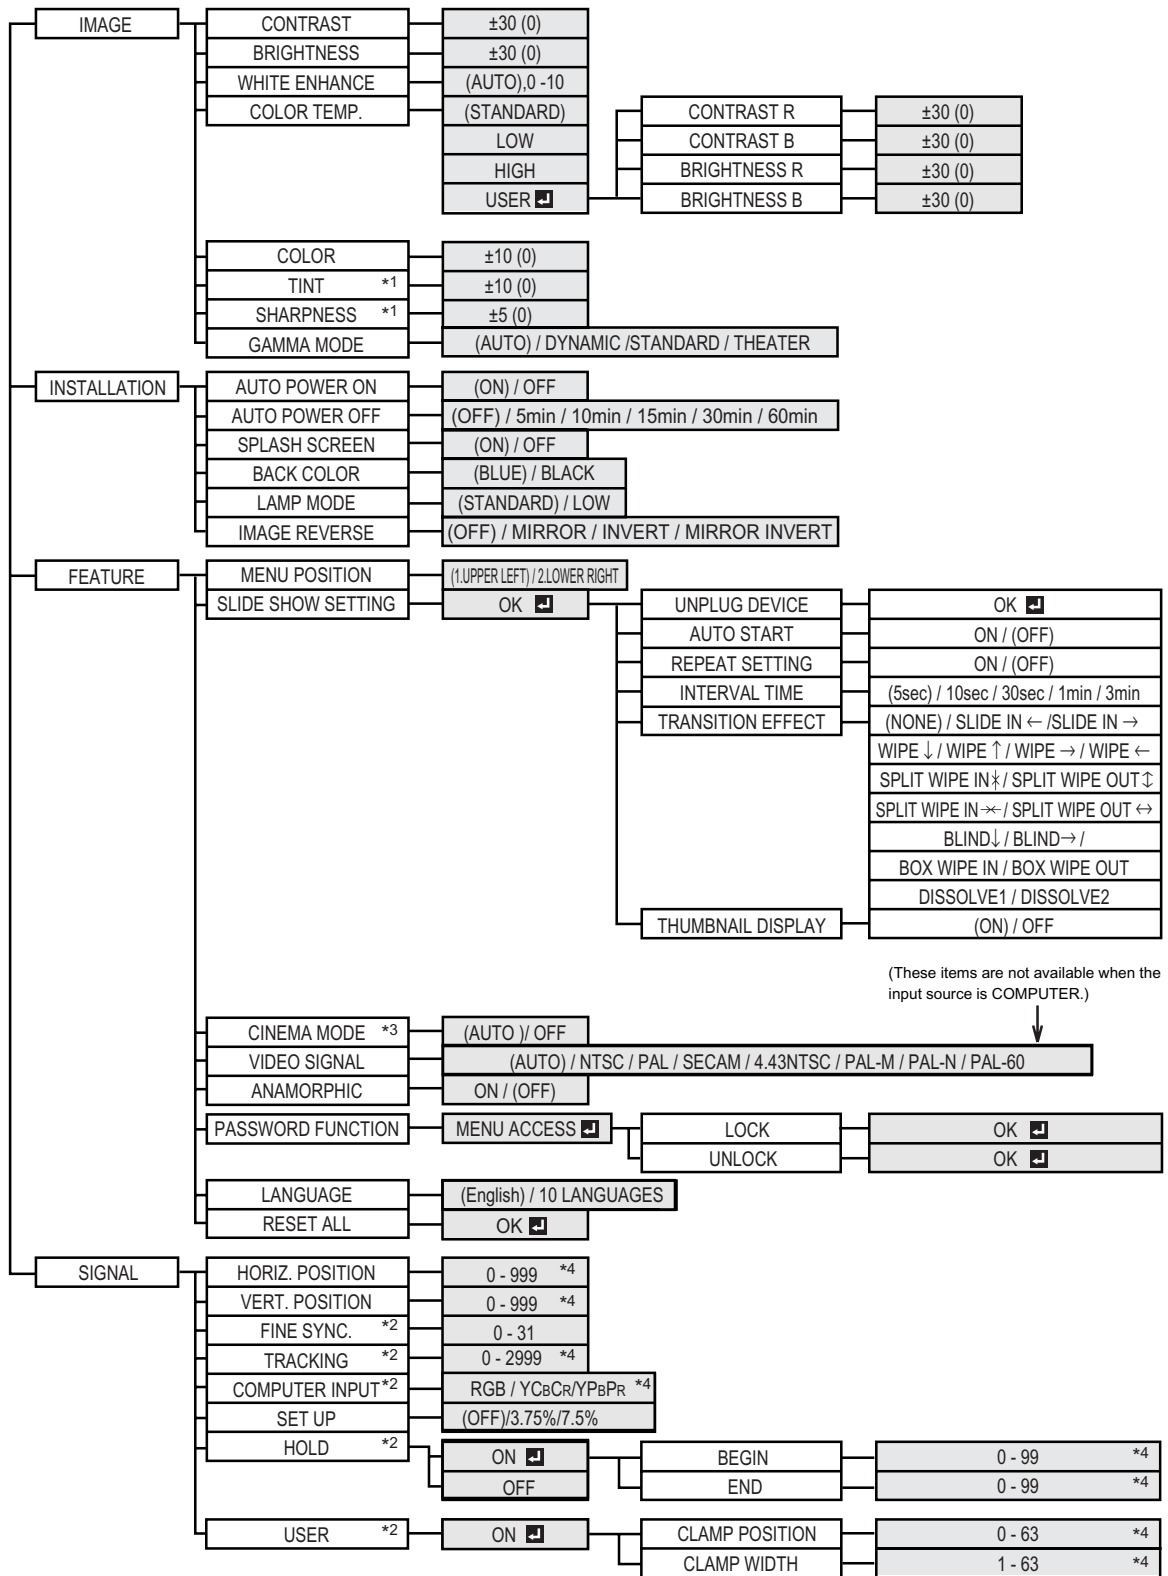 IMAGE CONTRAST ±30 (0)
BRIGHTNESS ±30 (0)
WHITE ENHANCE (AUTO),0 -10
COLOR TEMP. (STANDARD) CONTRAST R ±30 (0)
LOW CONTRAST B ±30 (0)
HIGH BRIGHTNESS R ±30 (0)
USER ↵ BRIGHTNESS B ±30 (0)
COLOR ±10 (0)
TINT *1 ±10 (0)
SHARPNESS *1 ±5 (0)
GAMMA MODE (AUTO) / DYNAMIC /STANDARD / THEATER
INSTALLATION AUTO POWER ON (ON) / OFF
AUTO POWER OFF (OFF) / 5min / 10min / 15min / 30min / 60min
SPLASH SCREEN (ON) / OFF
BACK COLOR (BLUE) / BLACK
LAMP MODE (STANDARD) / LOW
IMAGE REVERSE (OFF) / MIRROR / INVERT / MIRROR INVERT
FEATURE MENU POSITION (1.UPPER LEFT) / 2.LOWER RIGHT
SLIDE SHOW SETTING OK ↵ UNPLUG DEVICE OK ↵
AUTO START ON / (OFF)
REPEAT SETTING ON / (OFF)
INTERVAL TIME (5sec) / 10sec / 30sec / 1min / 3min
TRANSITION EFFECT (NONE) / SLIDE IN ← /SLIDE IN →
WIPE ↓ / WIPE ↑ / WIPE → / WIPE ←
SPLIT WIPE IN / SPLIT WIPE OUT ↕
SPLIT WIPE IN →← / SPLIT WIPE OUT ↔
BLIND↓ / BLIND→ /
BOX WIPE IN / BOX WIPE OUT
DISSOLVE1 / DISSOLVE2
THUMBNAIL DISPLAY (ON) / OFF
(These items are not available when the
input source is COMPUTER.)
CINEMA MODE *3 (AUTO )/ OFF
VIDEO SIGNAL (AUTO) / NTSC / PAL / SECAM / 4.43NTSC / PAL-M / PAL-N / PAL-60
ANAMORPHIC ON / (OFF)
PASSWORD FUNCTION MENU ACCESS ↵ LOCK OK ↵
UNLOCK OK ↵
LANGUAGE (English) / 10 LANGUAGES
RESET ALL OK ↵
SIGNAL HORIZ. POSITION 0 - 999 *4
VERT. POSITION 0 - 999 *4
FINE SYNC. *2 0 - 31
TRACKING *2 0 - 2999 *4
COMPUTER INPUT*2 RGB / YCBCR/YPBPR *4
SET UP (OFF)/3.75%/7.5%
HOLD *2 ON ↵ BEGIN 0 - 99 *4
OFF END 0 - 99 *4
USER *2 ON ↵ CLAMP POSITION 0 - 63 *4
CLAMP WIDTH 1 - 63 *4